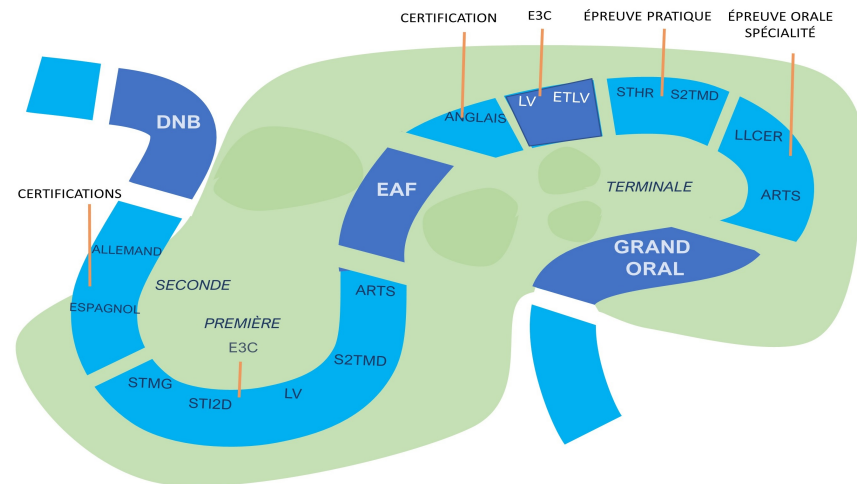 CERTIFICATION
E3C
ÉPREUVE PRATIQUE
ÉPREUVE ORALE
SPÉCIALITÉ
DNB
ANGLAIS
LV
ETLV
STHR
S2TMD
LLCER
ARTS
TERMINALE
EAF
GRAND
ORAL
CERTIFICATIONS
ALLEMAND
ESPAGNOL
SECONDE
PREMIÈRE
E3C
STMG
STI2D
LV
S2TMD
ARTS